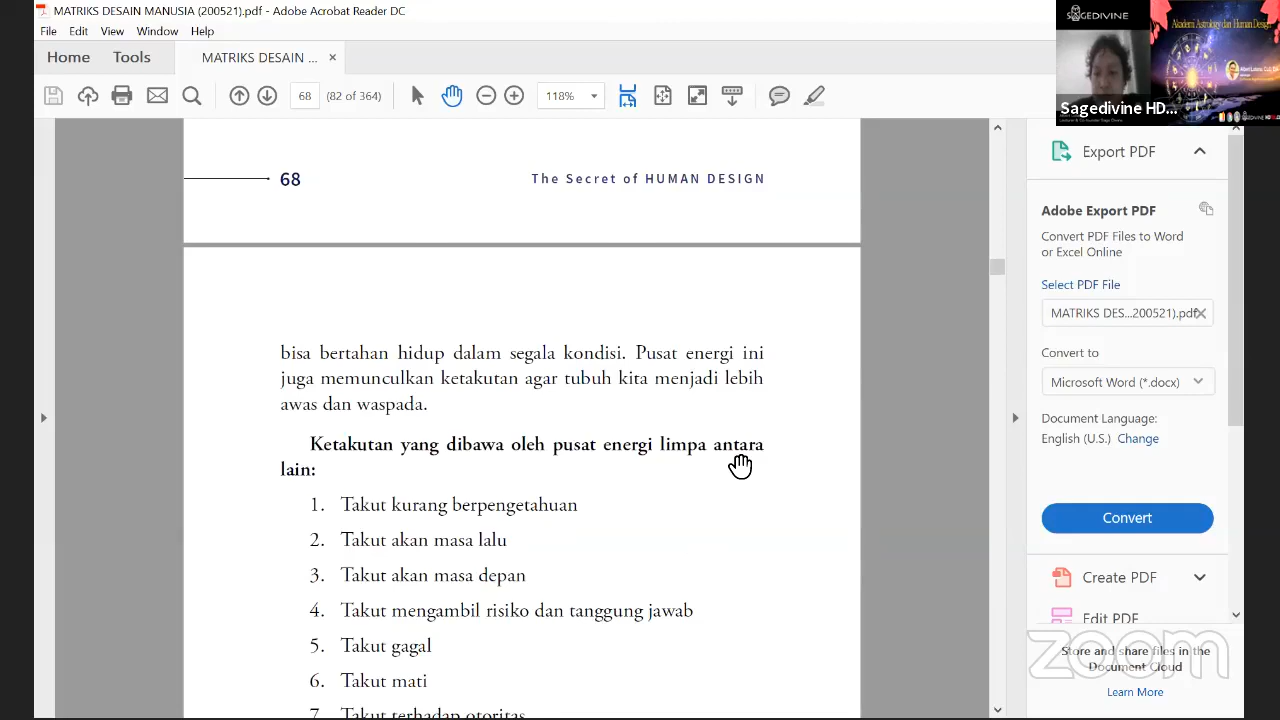 MATRIKS DESAIN MANUSIA (200521).pdf - Adobe Acrobat Reader DC
File Edit View Window Help
Home Tools MATRIKS DESAIN ... ×
68 (82 of 364) 118%
SAGEDIVINE
Akademi Astrology dan Human Design
Sagedivine HD...
68 The Secret of HUMAN DESIGN
bisa bertahan hidup dalam segala kondisi. Pusat energi ini
juga memunculkan ketakutan agar tubuh kita menjadi lebih
awas dan waspada.
Ketakutan yang dibawa oleh pusat energi limpa antara
lain:
1. Takut kurang berpengetahuan
2. Takut akan masa lalu
3. Takut akan masa depan
4. Takut mengambil risiko dan tanggung jawab
5. Takut gagal
6. Takut mati
7. Takut terhadap otoritas
Export PDF
Adobe Export PDF
Convert PDF Files to Word
or Excel Online
Select PDF File
MATRIKS DES...200521).pdf
Convert to
Microsoft Word (*.docx)
Document Language:
English (U.S.) Change
Convert
Create PDF
Edit PDF
zoom
Store and share files in the
Document Cloud
Learn More